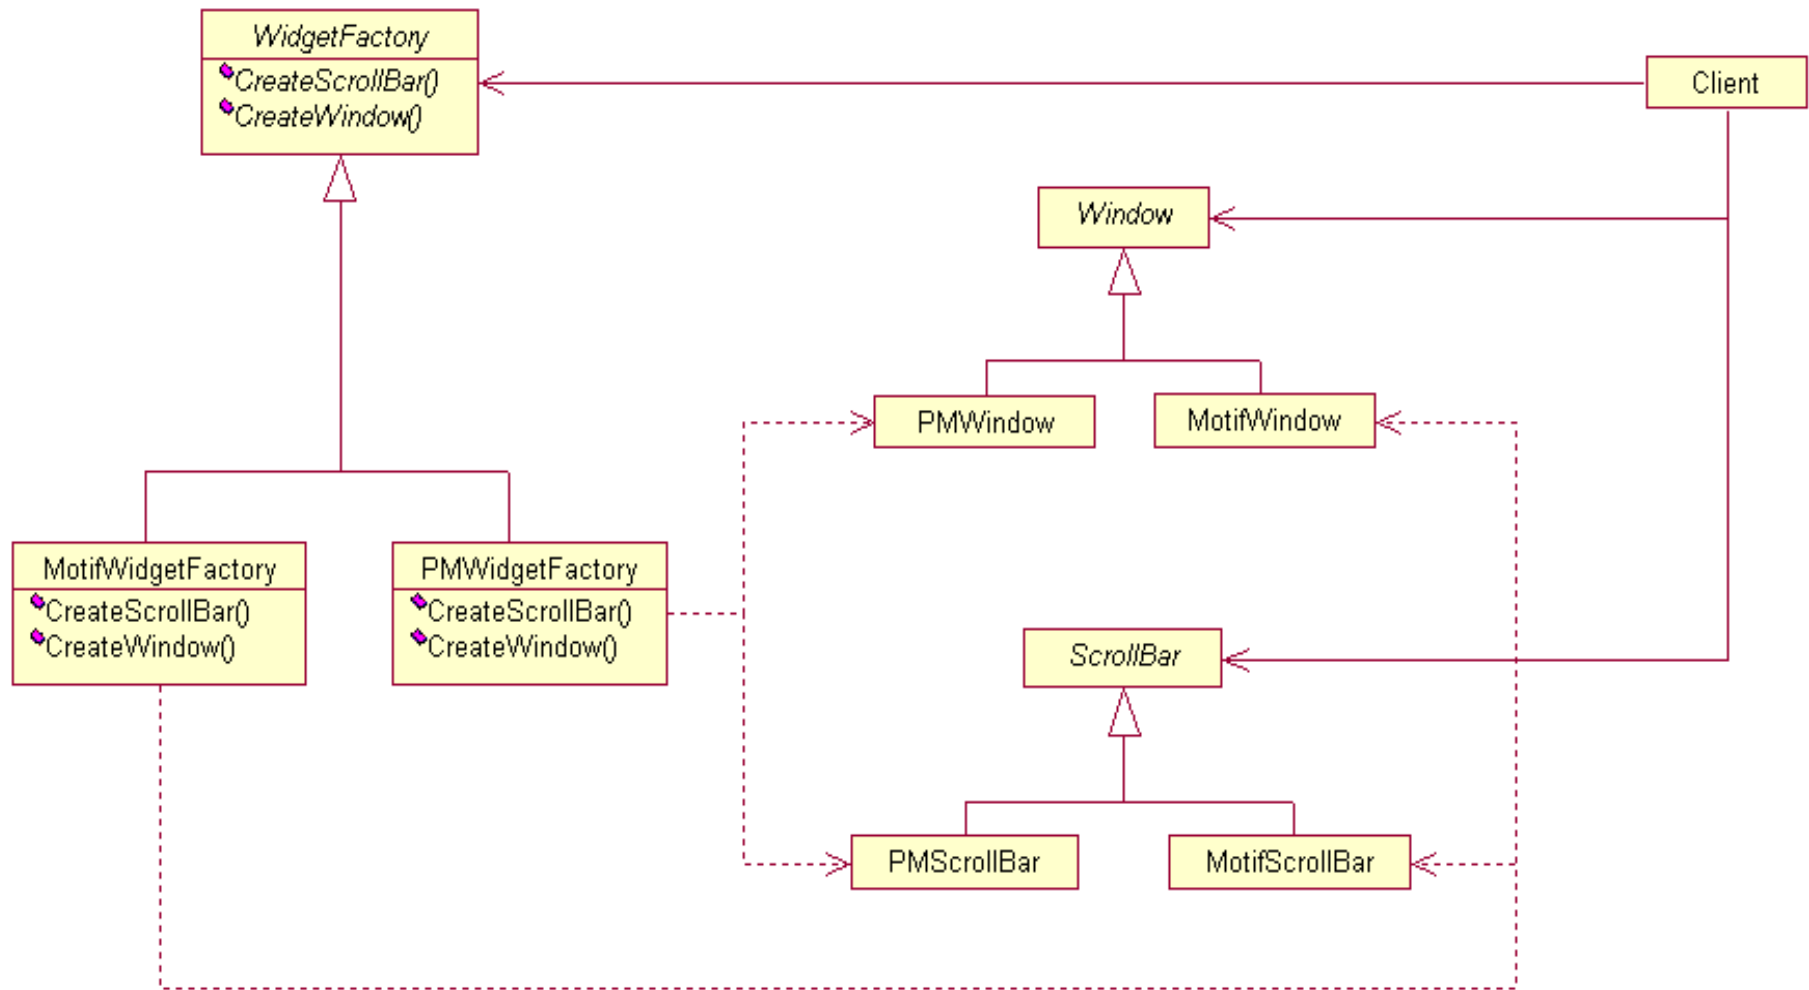 WidgetFactory
CreateScrollBar()
CreateWindow()
Client
Window
PMWindow
MotifWindow
MotifWidgetFactory
CreateScrollBar()
CreateWindow()
PMWidgetFactory
CreateScrollBar()
CreateWindow()
ScrollBar
PMScrollBar
MotifScrollBar